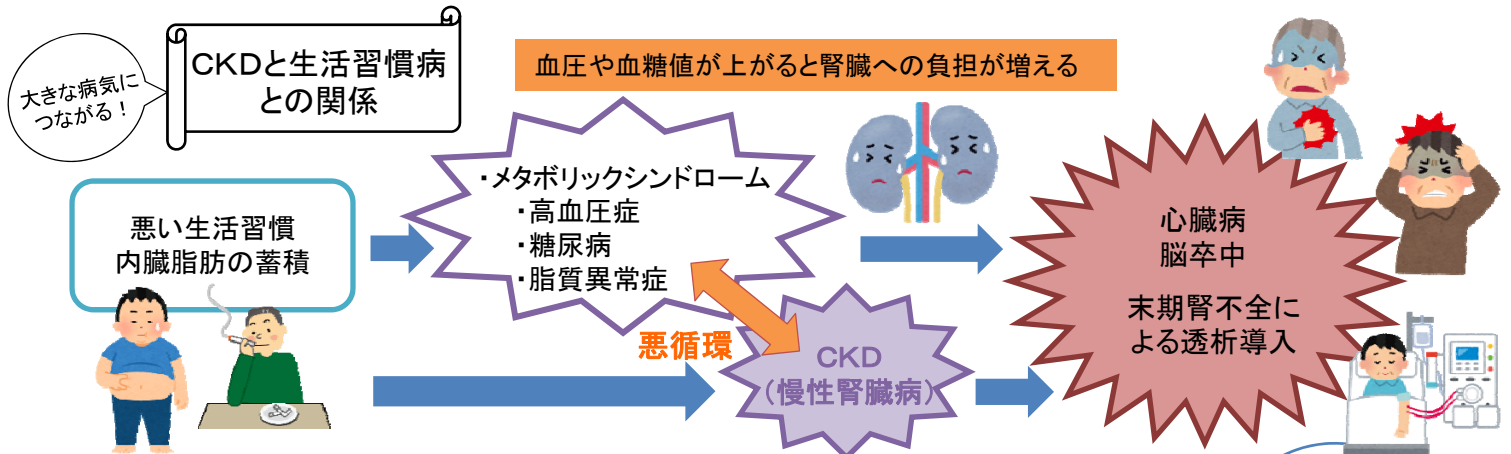 大きな病気に
つながる！
CKDと生活習慣病
との関係
血圧や血糖値が上がると腎臓への負担が増える
悪い生活習慣
内臓脂肪の蓄積
・メタボリックシンドローム
・高血圧症
・糖尿病
・脂質異常症
悪循環
CKD
（慢性腎臓病）
心臓病
脳卒中
末期腎不全に
よる透析導入